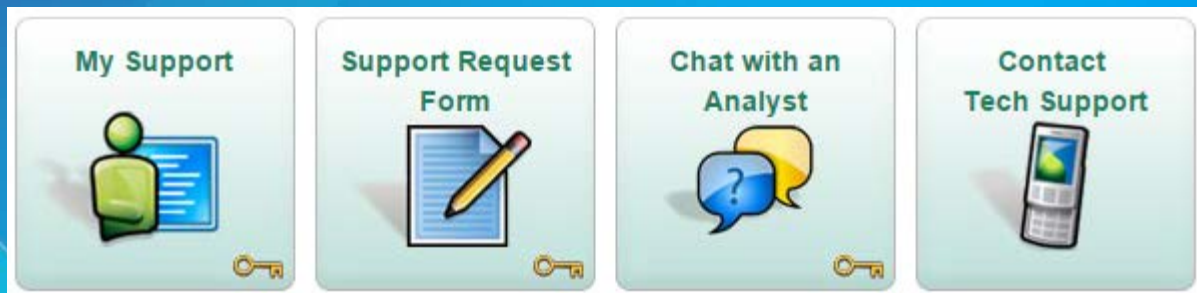 My Support
Support Request
Form
Chat with an
Analyst
Contact
Tech Support
?